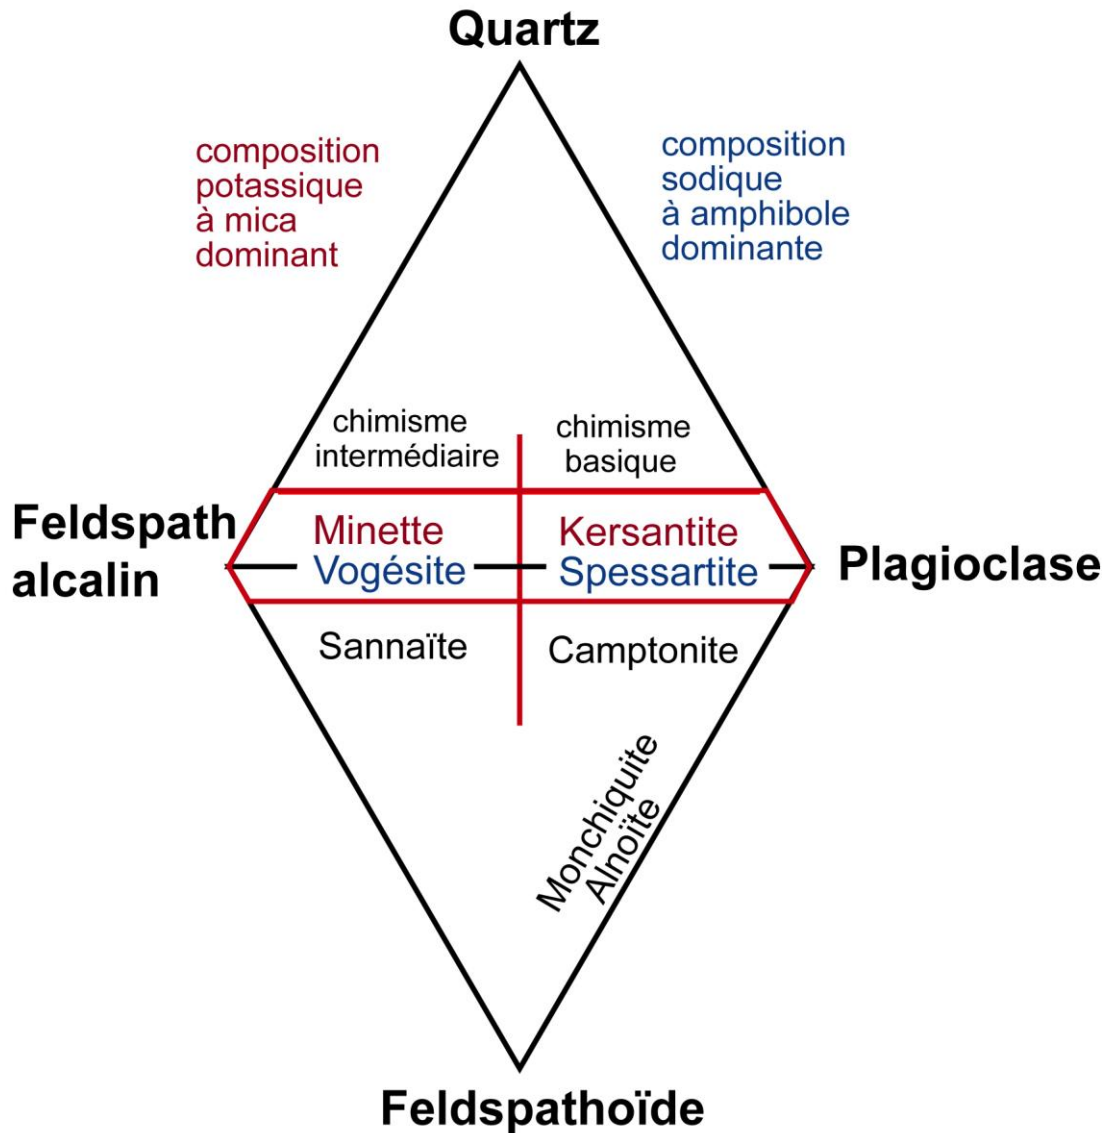 Quartz
composition
potassique
à mica
dominant
composition
sodique
à amphibole
dominante
chimisme
intermédiaire
chimisme
basique
Feldspath
alcalin
Minette
Vogésite
Kersantite
Spessartite
Plagioclase
Sannaïte
Camptonite
Monchiquite
Alnoïte
Feldspathoïde